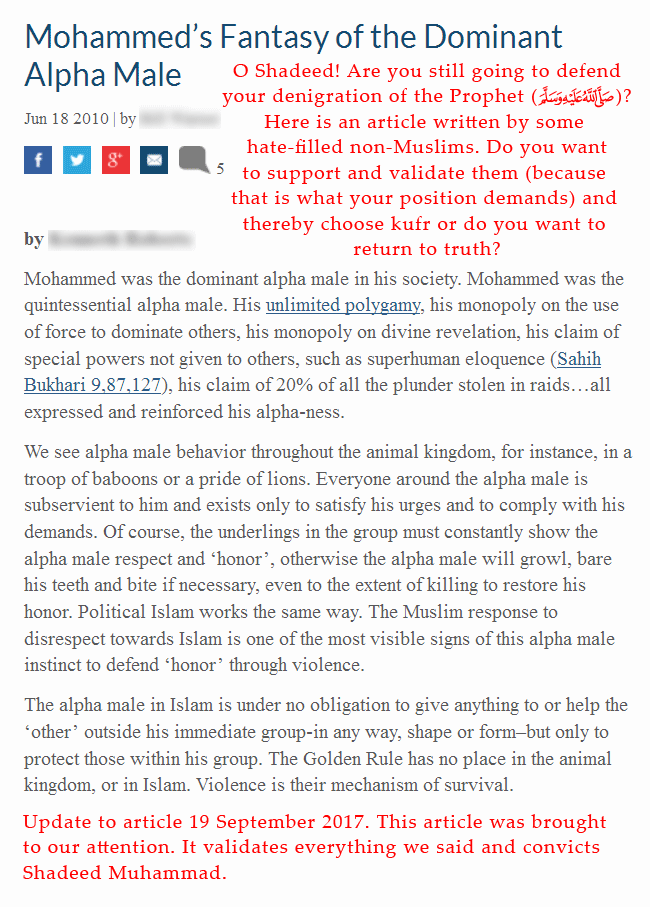 Mohammed’s Fantasy of the Dominant
Alpha Male
O Shadeed! Are you still going to defend
your denigration of the Prophet (ﷺ)?
Here is an article written by some
hate-filled non-Muslims. Do you want
to support and validate them (because
that is what your position demands) and
thereby choose kufr or do you want to
return to truth?
Jun 18 2010 | by
f
g+
5
by
Mohammed was the dominant alpha male in his society. Mohammed was the
quintessential alpha male. His unlimited polygamy, his monopoly on the use
of force to dominate others, his monopoly on divine revelation, his claim of
special powers not given to others, such as superhuman eloquence (Sahih
Bukhari 9,87,127), his claim of 20% of all the plunder stolen in raids…all
expressed and reinforced his alpha-ness.
We see alpha male behavior throughout the animal kingdom, for instance, in a
troop of baboons or a pride of lions. Everyone around the alpha male is
subservient to him and exists only to satisfy his urges and to comply with his
demands. Of course, the underlings in the group must constantly show the
alpha male respect and ‘honor’, otherwise the alpha male will growl, bare
his teeth and bite if necessary, even to the extent of killing to restore his
honor. Political Islam works the same way. The Muslim response to
disrespect towards Islam is one of the most visible signs of this alpha male
instinct to defend ‘honor’ through violence.
The alpha male in Islam is under no obligation to give anything to or help the
‘other’ outside his immediate group-in any way, shape or form–but only to
protect those within his group. The Golden Rule has no place in the animal
kingdom, or in Islam. Violence is their mechanism of survival.
Update to article 19 September 2017. This article was brought
to our attention. It validates everything we said and convicts
Shadeed Muhammad.